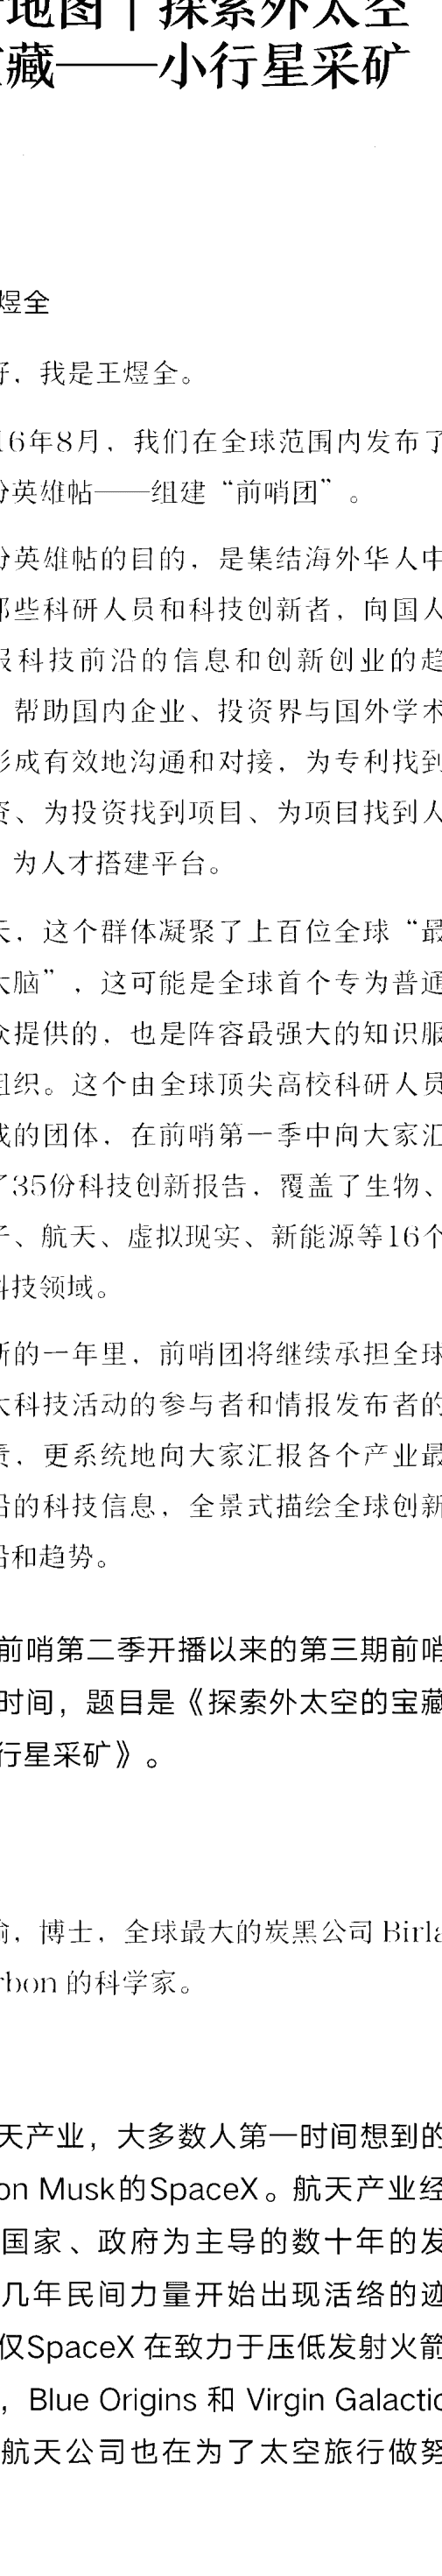 地图｜探索外太空
藏——小行星采矿
煜全
好，我是王煜全。
16年8月，我们在全球范围内发布了
份英雄帖——组建“前哨团”。
份英雄帖的目的，是集结海外华人中
那些科研人员和科技创新者，向国人
报科技前沿的信息和创新创业的趋
，帮助国内企业、投资界与国外学术
形成有效地沟通和对接，为专利找到
资、为投资找到项目、为项目找到人
，为人才搭建平台。
天，这个群体凝聚了上百位全球“最
大脑”，这可能是全球首个专为普通
众提供的，也是阵容最强大的知识服
组织。这个由全球顶尖高校科研人员
成的团体，在前哨第一季中向大家汇
了35份科技创新报告，覆盖了生物、
子、航天、虚拟现实、新能源等16个
科技领域。
新的一年里，前哨团将继续承担全球
大科技活动的参与者和情报发布者的
责，更系统地向大家汇报各个产业最
沿的科技信息，全景式描绘全球创新
沿和趋势。
前哨第二季开播以来的第三期前哨
时间，题目是《探索外太空的宝藏
行星采矿》。
，博士，全球最大的炭黑公司 Birla
rbon 的科学家。
天产业，大多数人第一时间想到的
on Musk的SpaceX。航天产业经
国家、政府为主导的数十年的发
几年民间力量开始出现活络的迹
仅SpaceX 在致力于压低发射火箭
，Blue Origins 和 Virgin Galactic
航天公司也在为了太空旅行做努